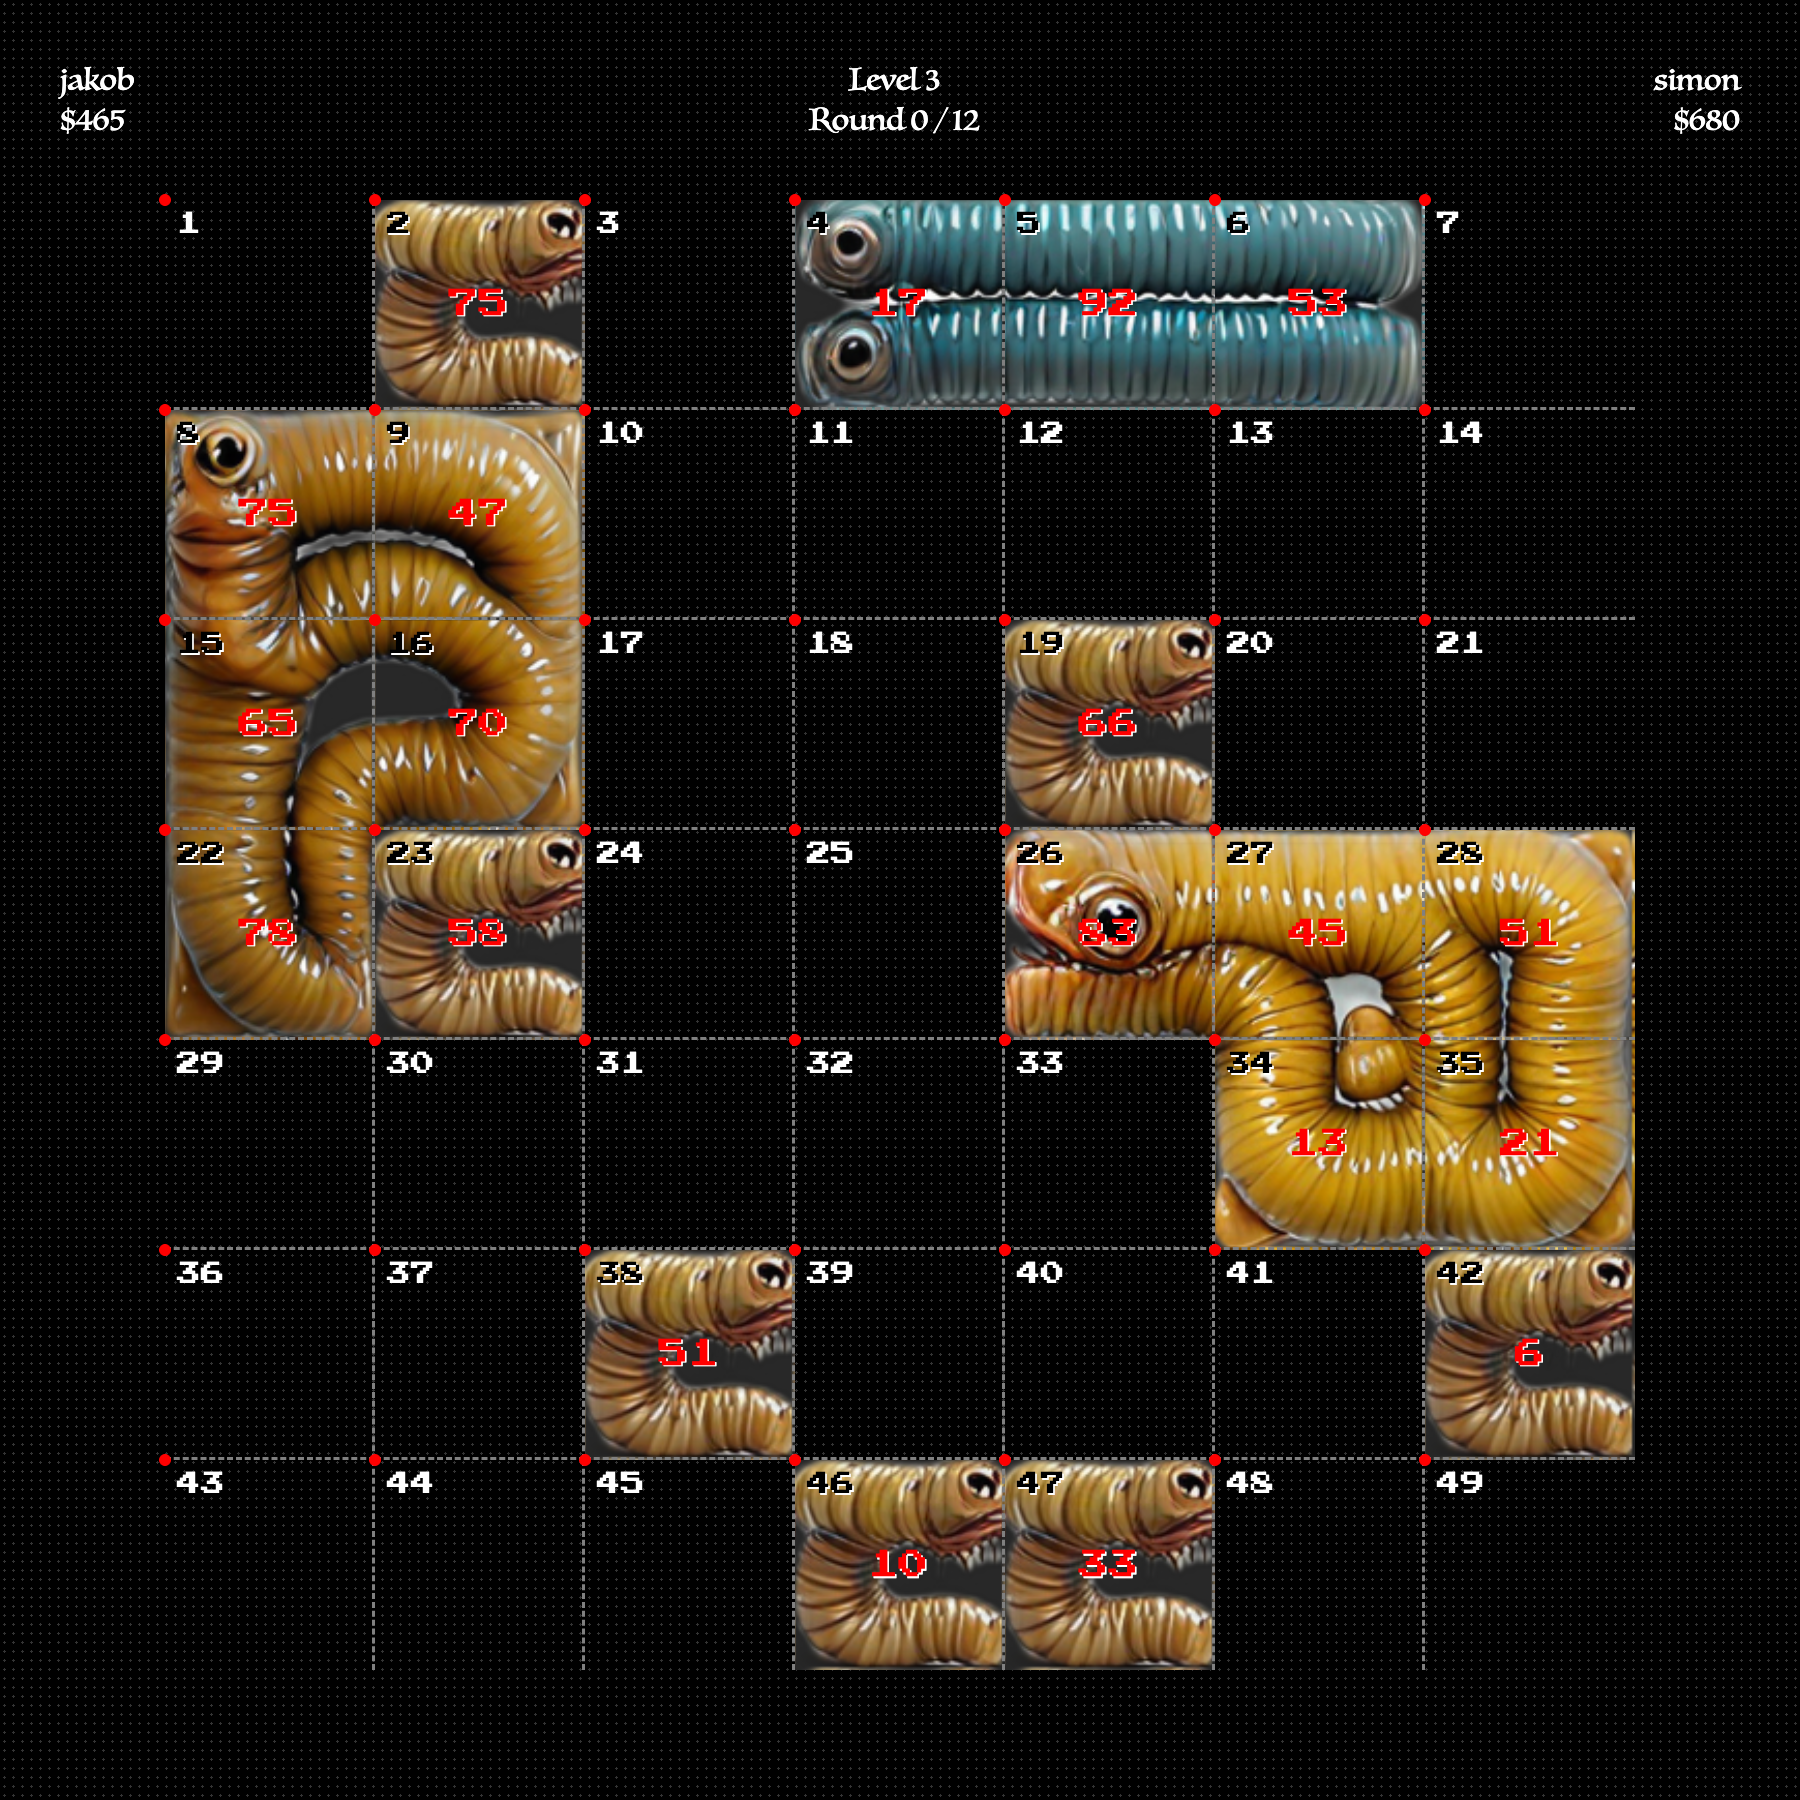 jakob
$465
Level 3
Round 0 / 12
simon
$680
1 2 3 4 5 6 7
75 17 92 53
8 9 10 11 12 13 14
75 47
15 16 17 18 19 20 21
65 70 66
22 23 24 25 26 27 28
78 58 83 45 51
29 30 31 32 33 34 35
13 21
36 37 38 39 40 41 42
51 6
43 44 45 46 47 48 49
10 33